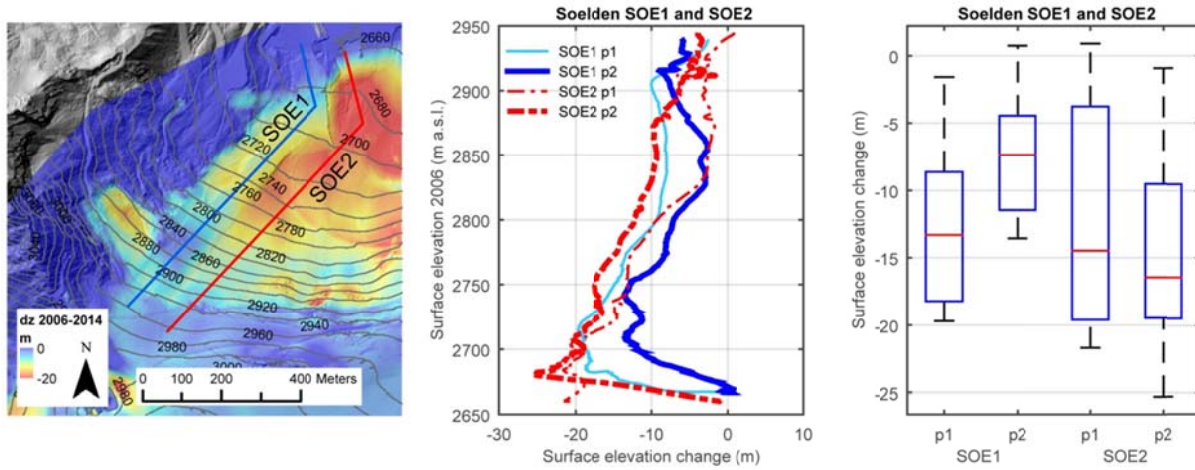 2660
2680
2700
SOE1
SOE2
2720
2740
2760
2780
2800
2820
2840
2860
2880
2900
2920
2940
2960
2980
3000
3040
2980
dz 2006-2014
m
0
-20
N
0 100 200 400 Meters
Soelden SOE1 and SOE2
Surface elevation 2006 (m a.s.l.)
2950
2900
2850
2800
2750
2700
2650
SOE1 p1
SOE1 p2
SOE2 p1
SOE2 p2
-30 -20 -10 0 10
Surface elevation change (m)
Soelden SOE1 and SOE2
Surface elevation change (m)
0
-5
-10
-15
-20
-25
p1 p2 p1 p2
SOE1 SOE2